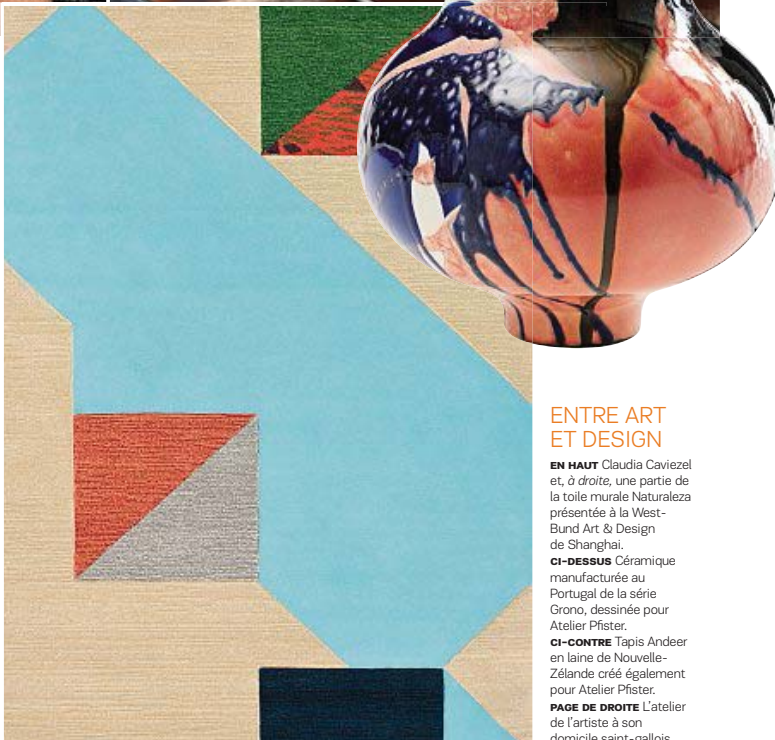 ENTRE ART
ET DESIGN
EN HAUT Claudia Caviezel
et, à droite, une partie de
la toile murale Naturaleza
présentée à la West-
Bund Art & Design
de Shanghai.
CI-DESSUS Céramique
manufacturée au
Portugal de la série
Grono, dessinée pour
Atelier Pfister.
CI-CONTRE Tapis Andeer
en laine de Nouvelle-
Zélande créé également
pour Atelier Pfister.
PAGE DE DROITE L'atelier
de l'artiste à son
domicile saint-gallois